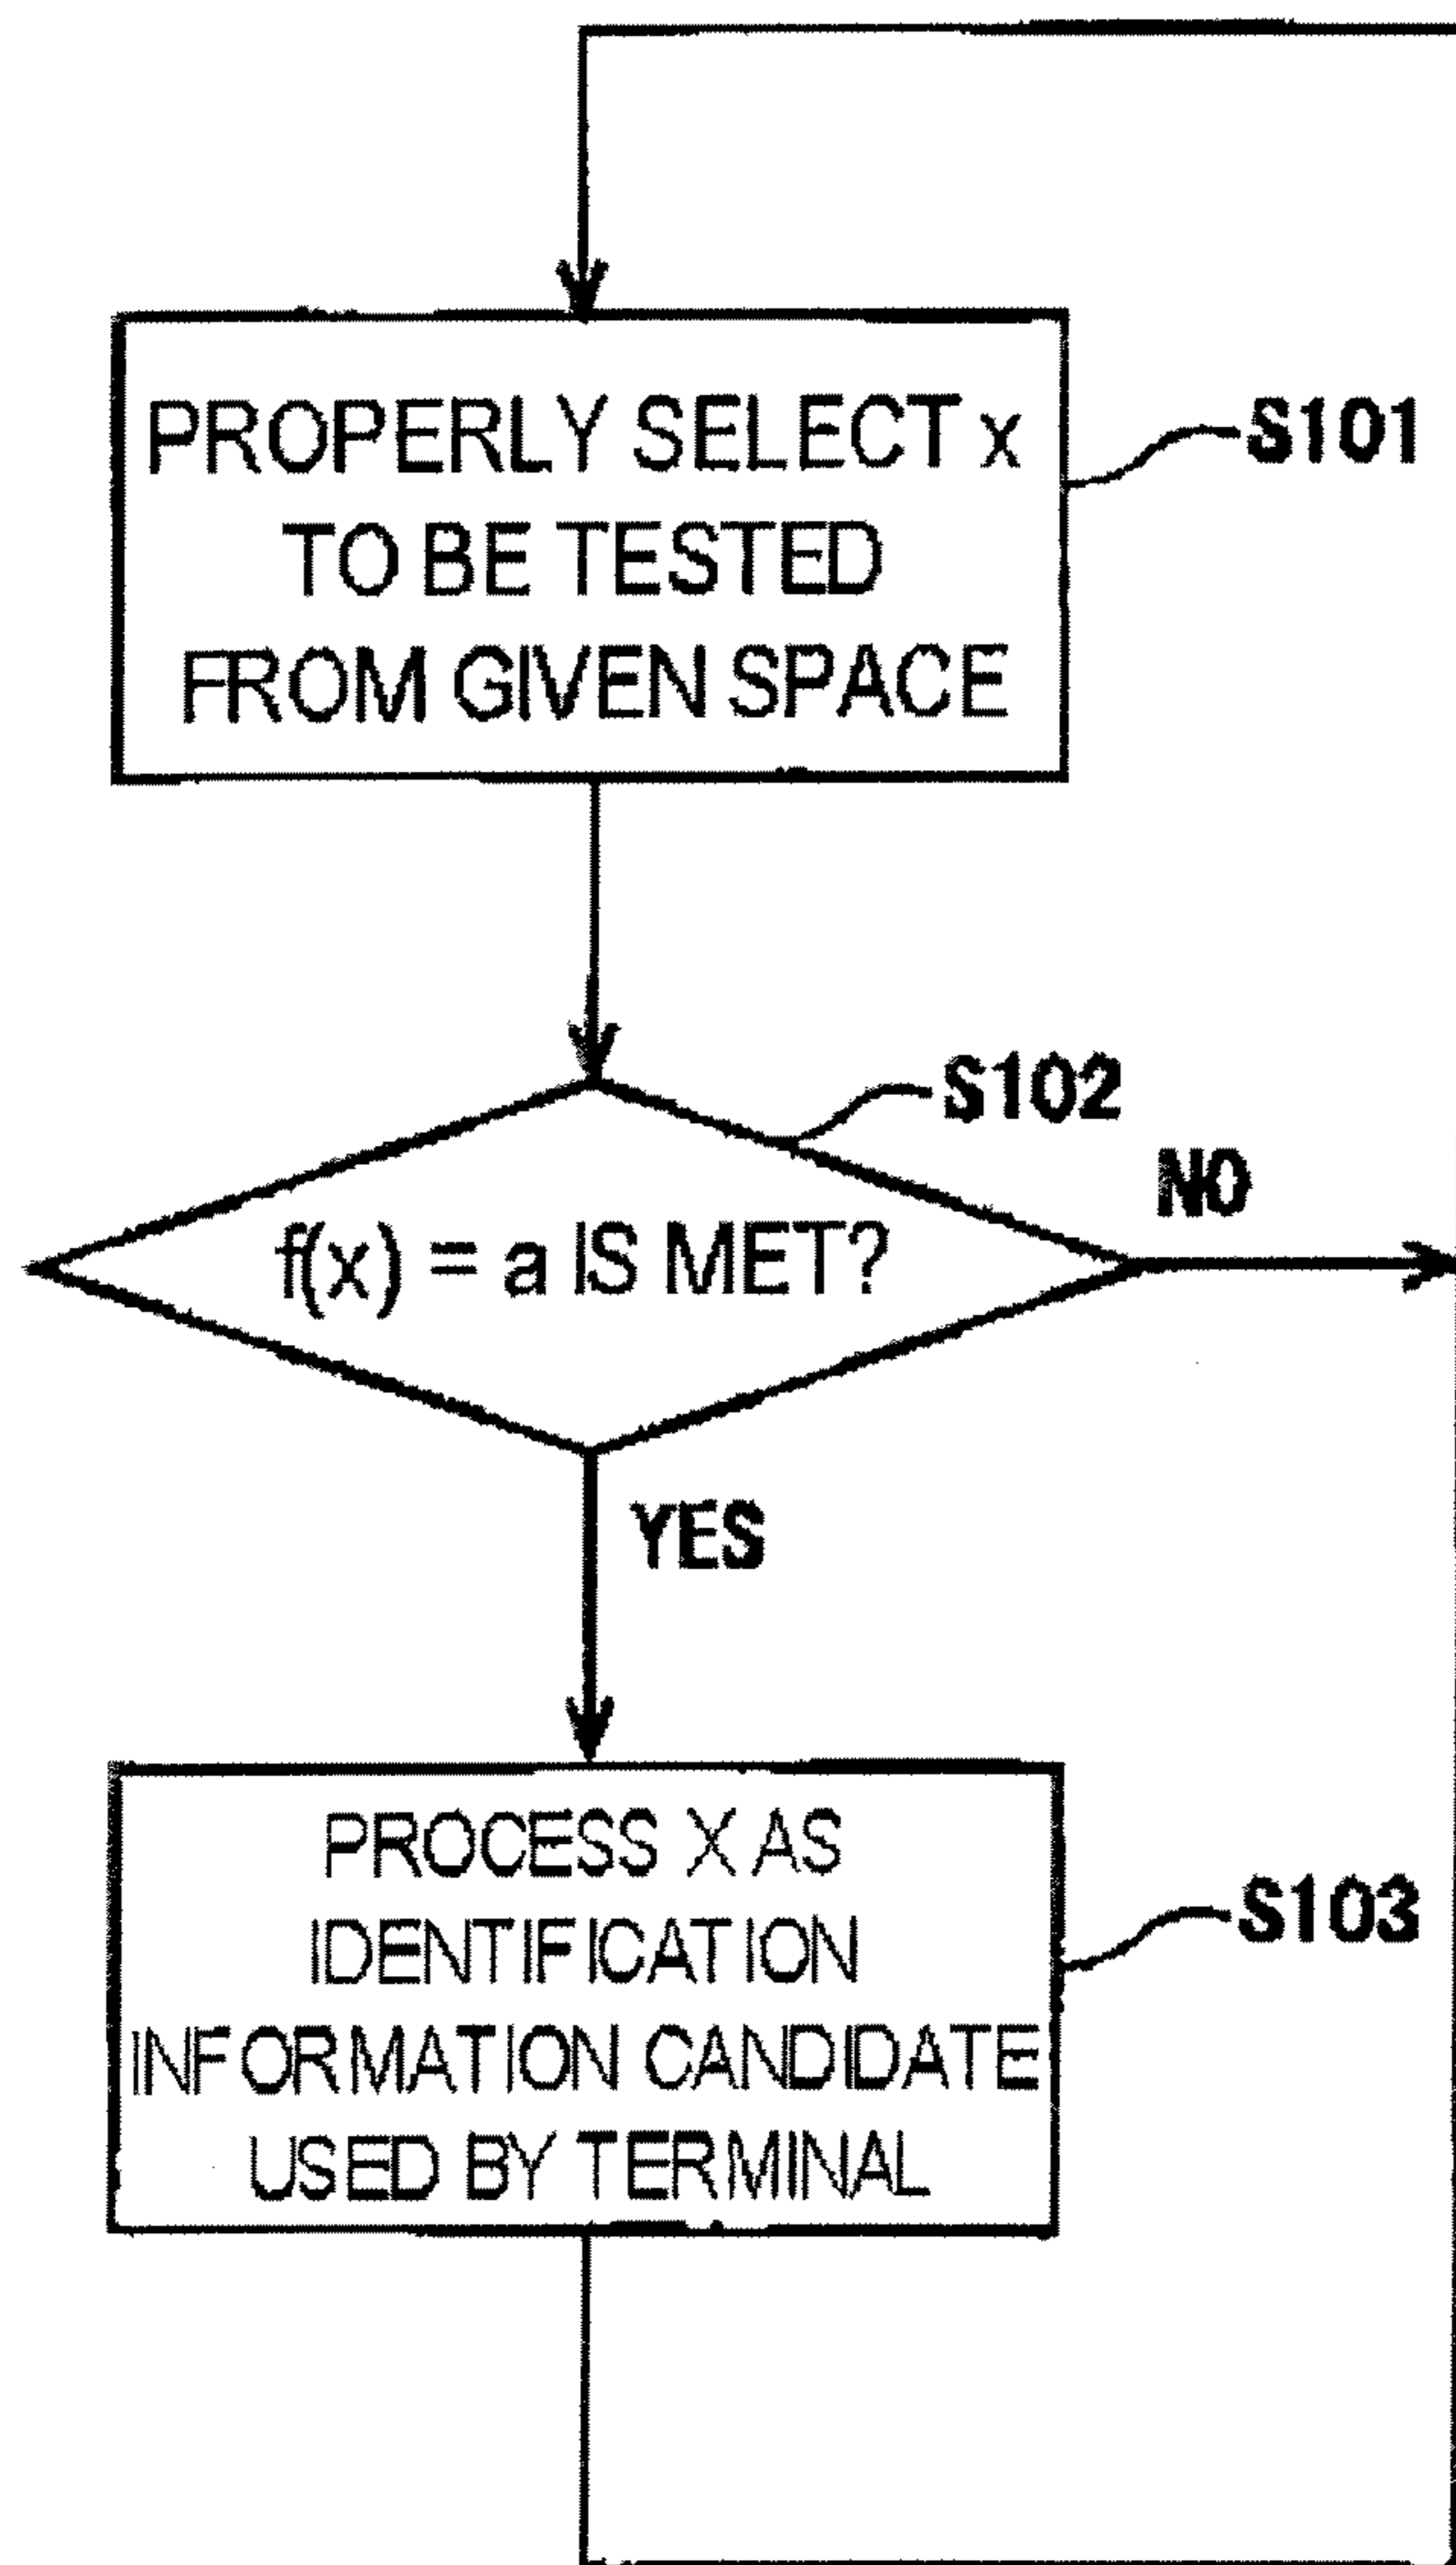 PROPERLY SELECT x
TO BE TESTED
FROM GIVEN SPACE
S101
S102
NO
f(x) = a IS MET?
YES
PROCESS X AS
IDENTIFICATION
INFORMATION CANDIDATE
USED BY TERMINAL
S103